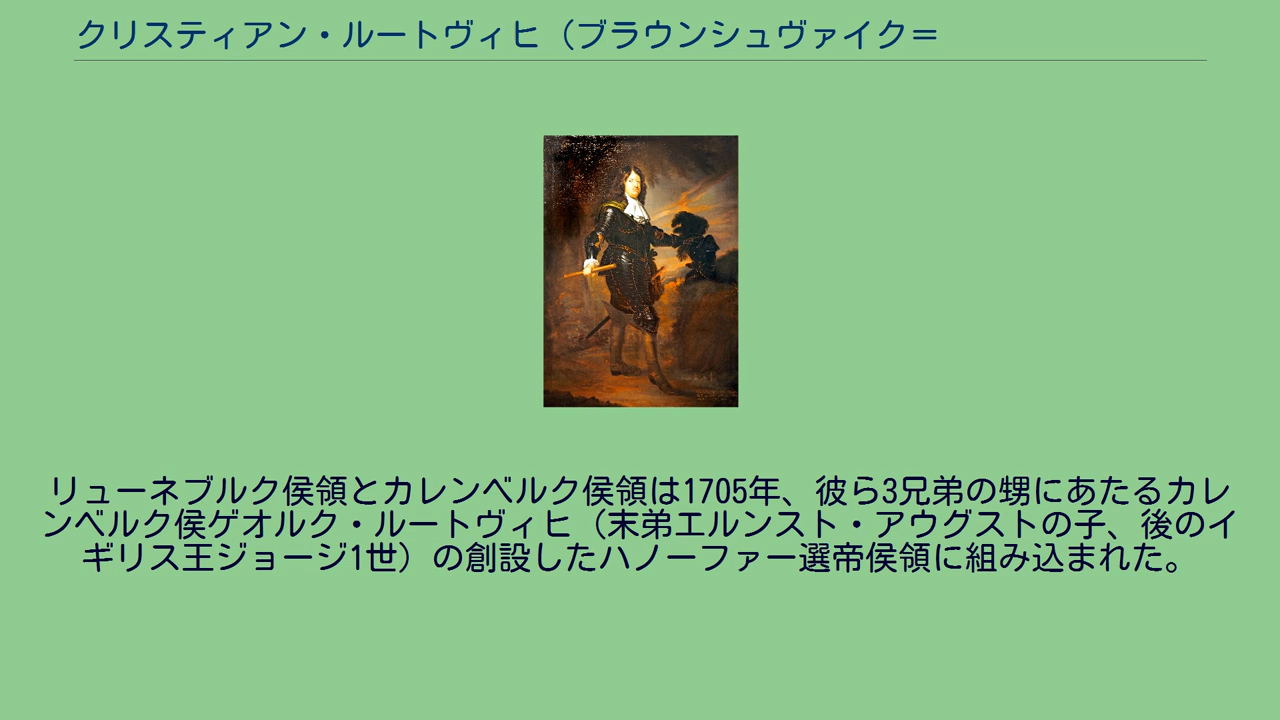 クリスティアン・ルートヴィヒ（ブラウンシュヴァイク＝
リューネブルク侯領とカレンベルク侯領は1705年、彼ら3兄弟の甥にあたるカレ
ンベルク侯ゲオルク・ルートヴィヒ（末弟エルンスト・アウグストの子、後のイ
ギリス王ジョージ1世）の創設したハノーファー選帝侯領に組み込まれた。